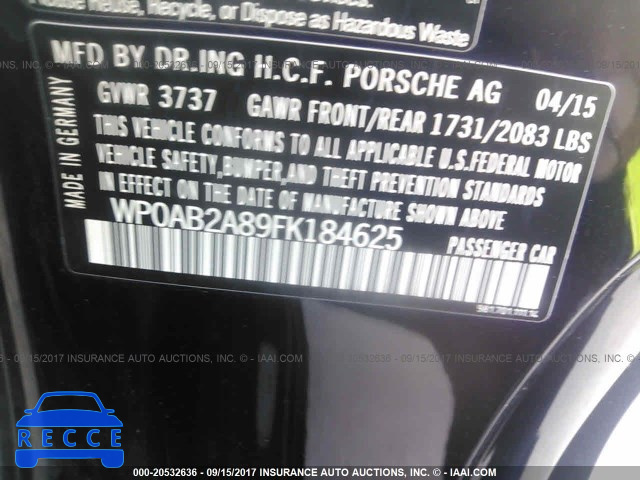 House Reuse, Recycle, or Dispose as Hazardous Waste
MFD BY DR.ING H.C.F. PORSCHE AG 04/15
GVWR 3737 GAWR FRONT/REAR 1731/2083 LBS
THIS VEHICLE CONFORMS TO ALL APPLICABLE U.S.FEDERAL MOTOR
VEHICLE SAFETY,BUMPER,AND THEFT PREVENTION STANDARDS
IN EFFECT ON THE DATE OF MANUFACTURE SHOWN ABOVE.
WP0AB2A89FK184625 PASSENGER CAR
MADE IN GERMANY
000-20532636 - 09/15/2017 INSURANCE AUTO AUCTIONS, INC. - © IAAI.COM
RECCE